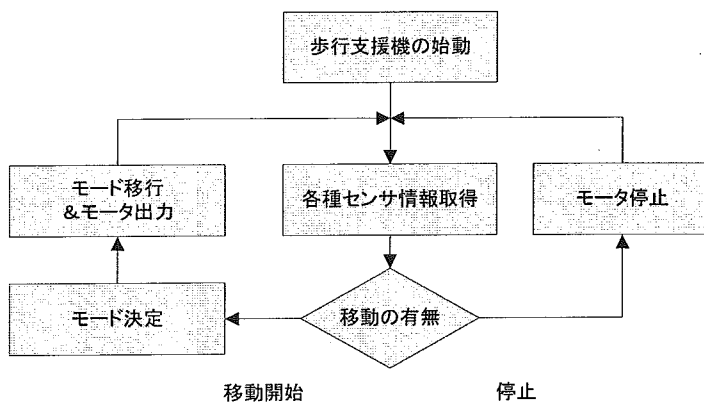 歩行支援機の始動
モード移行
＆モータ出力
各種センサ情報取得
モータ停止
モード決定
移動の有無
移動開始
停止